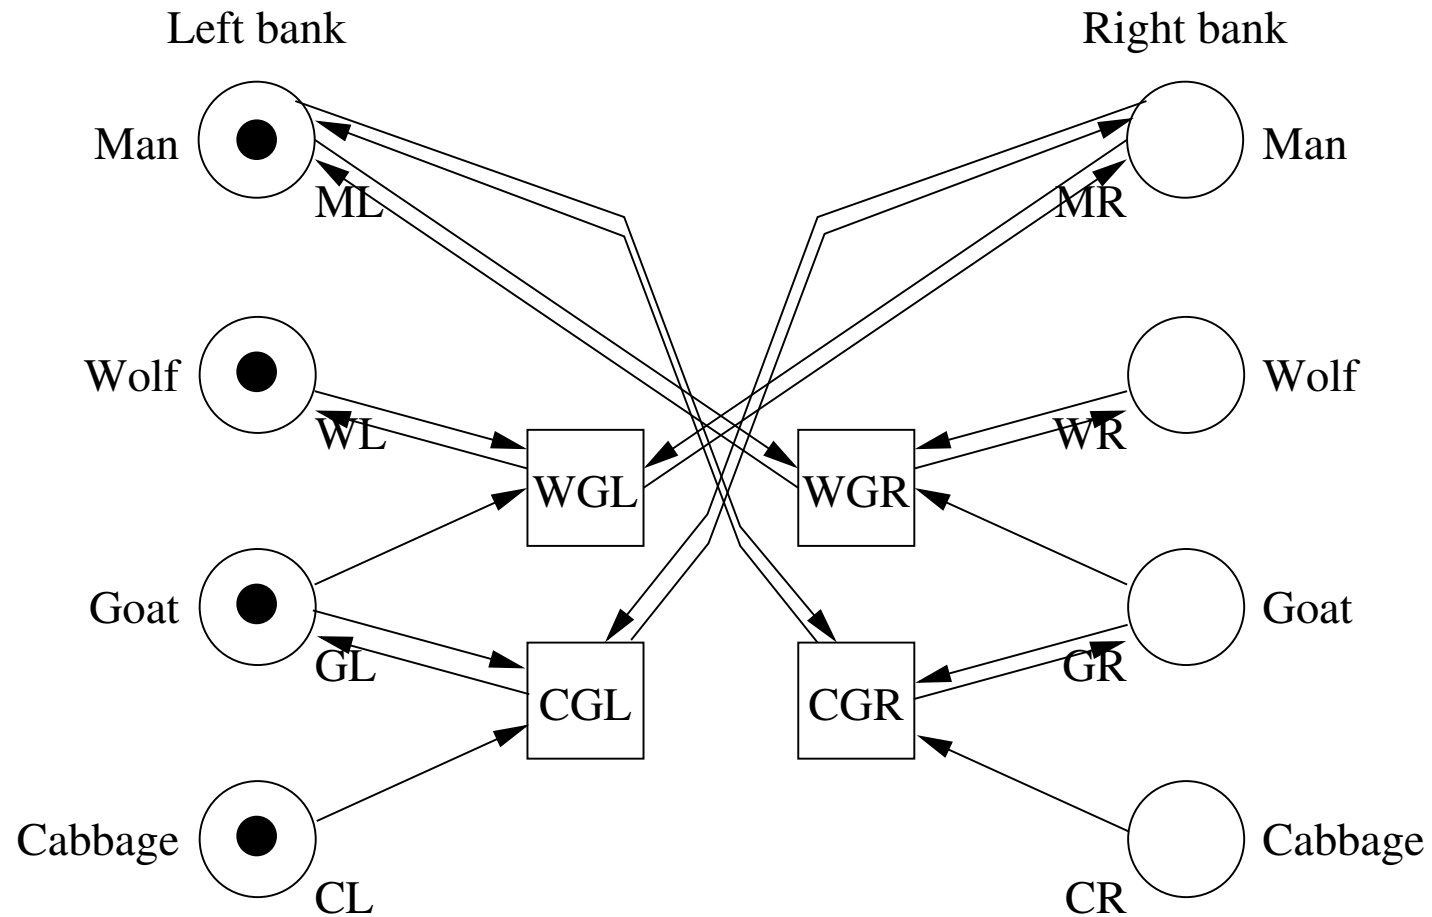 Left bank
Right bank
Man
Man
ML
MR
Wolf
Wolf
WL
WR
WGL
WGR
Goat
Goat
GL
GR
CGL
CGR
Cabbage
Cabbage
CL
CR